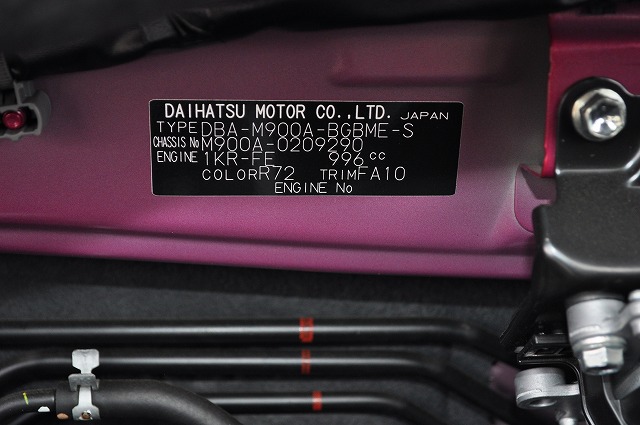 DAIHATSU MOTOR CO.,LTD. JAPAN
TYPE DBA-M900A-BGBME-S
CHASSIS No M900A-0209290
ENGINE 1KR-FE 996 cc
COLOR R72 TRIM FA10
ENGINE No